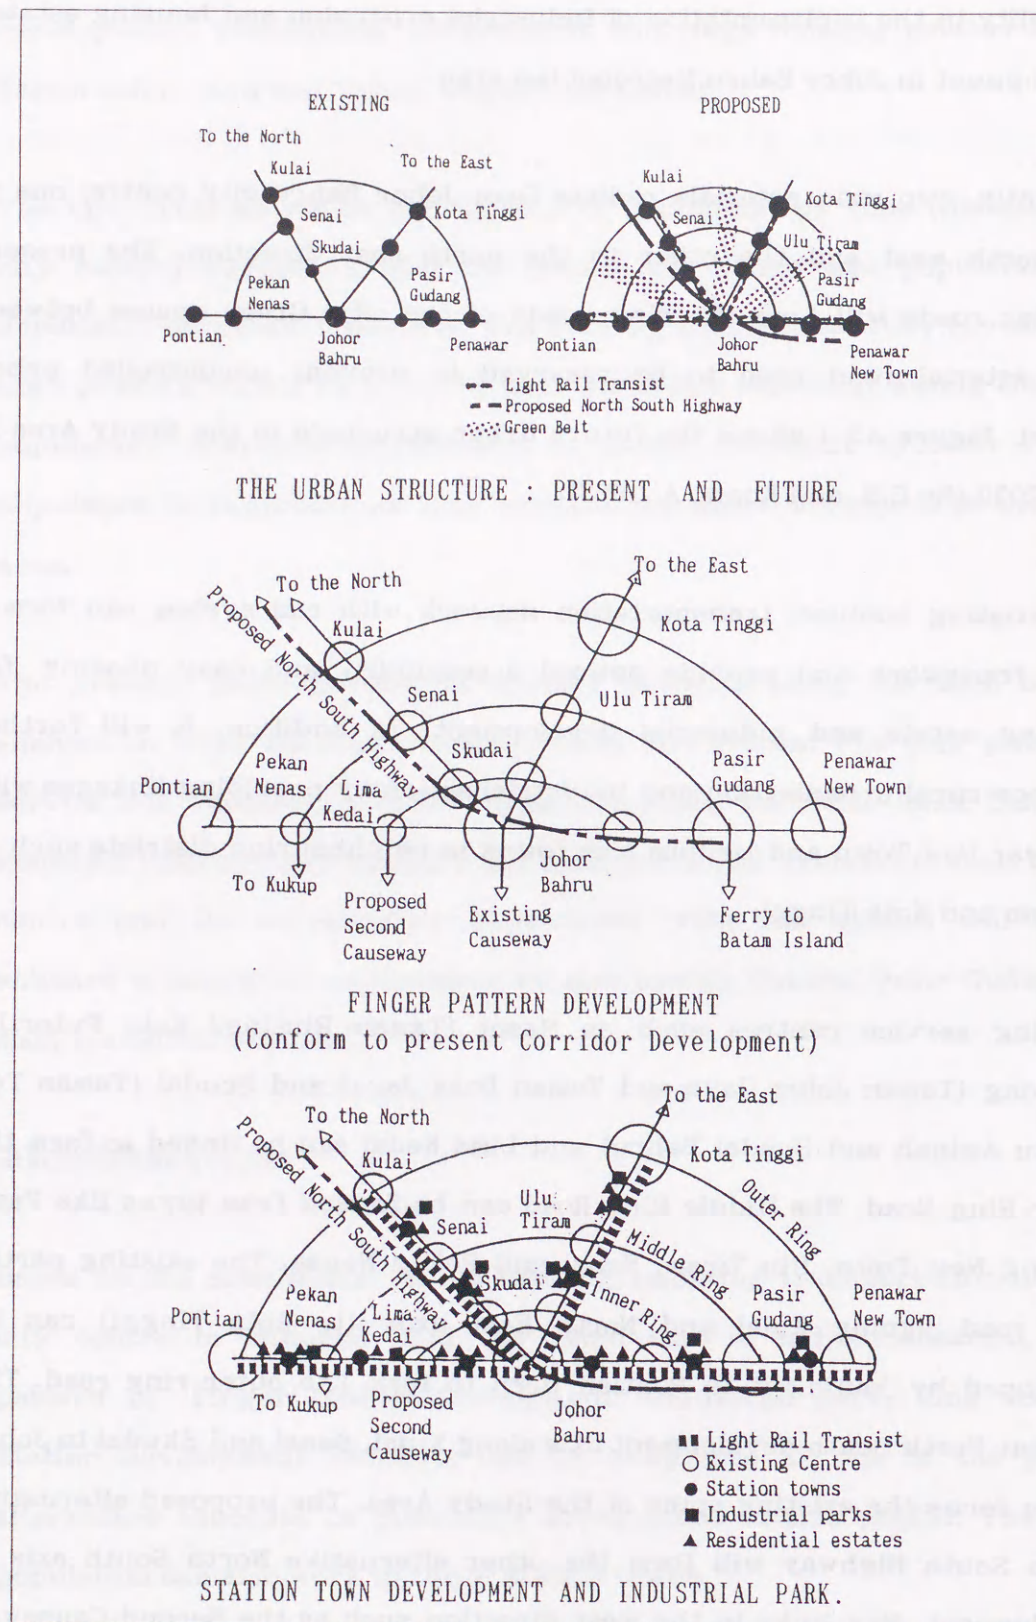 EXISTING
PROPOSED
To the North
Kulai
To the East
Senai
Kota Tinggi
Skudai
Pekan
Nenas
Pasir
Gudang
Pontian
Johor
Bahru
Penawar
Kulai
Kota Tinggi
Senai
Ulu Tiram
Pasir
Gudang
Pontian
Johor
Bahru
Penawar
New Town
Light Rail Transist
Proposed North South Highway
Green Belt
THE URBAN STRUCTURE : PRESENT AND FUTURE
To the North
To the East
Proposed North South Highway
Kulai
Kota Tinggi
Senai
Ulu Tiram
Skudai
Pekan
Nenas
Lima
Kedai
Pasir
Gudang
Penawar
New Town
Pontian
To Kukup
Johor
Bahru
Proposed
Second
Causeway
Existing
Causeway
Ferry to
Batam Island
FINGER PATTERN DEVELOPMENT
(Conform to present Corridor Development)
To the North
To the East
Proposed North South Highway
Kulai
Kota Tinggi
Outer Ring
Ulu
Tiram
Senai
Middle Ring
Skudai
Inner Ring
Pekan
Nenas
Lima
Kedai
Pasir
Gudang
Penawar
New Town
Pontian
To Kukup
Proposed
Second
Causeway
Johor
Bahru
Light Rail Transist
Existing Centre
Station towns
Industrial parks
Residential estates
STATION TOWN DEVELOPMENT AND INDUSTRIAL PARK.